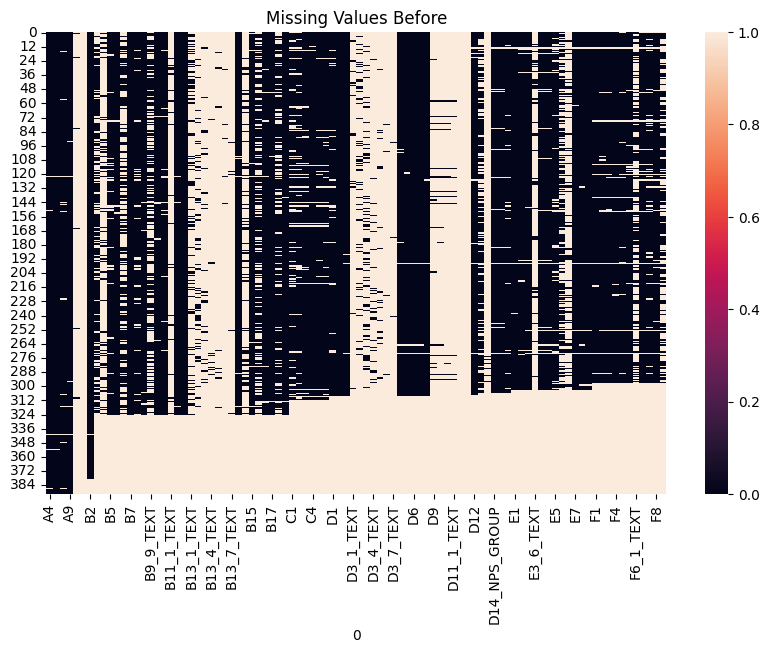 Missing Values Before
0
12
24
36
48
60
72
84
96
108
120
132
144
156
168
180
192
204
216
228
240
252
264
276
288
300
312
324
336
348
360
372
384
A4
A9
B2
B5
B7
B9_9_TEXT
B11_1_TEXT
B13_1_TEXT
B13_4_TEXT
B13_7_TEXT
B15
B17
C1
C4
D1
D3_1_TEXT
D3_4_TEXT
D3_7_TEXT
D6
D9
D11_1_TEXT
D12
D14_NPS_GROUP
E1
E3_6_TEXT
E5
E7
F1
F4
F6_1_TEXT
F8
0
1.0
0.8
0.6
0.4
0.2
0.0